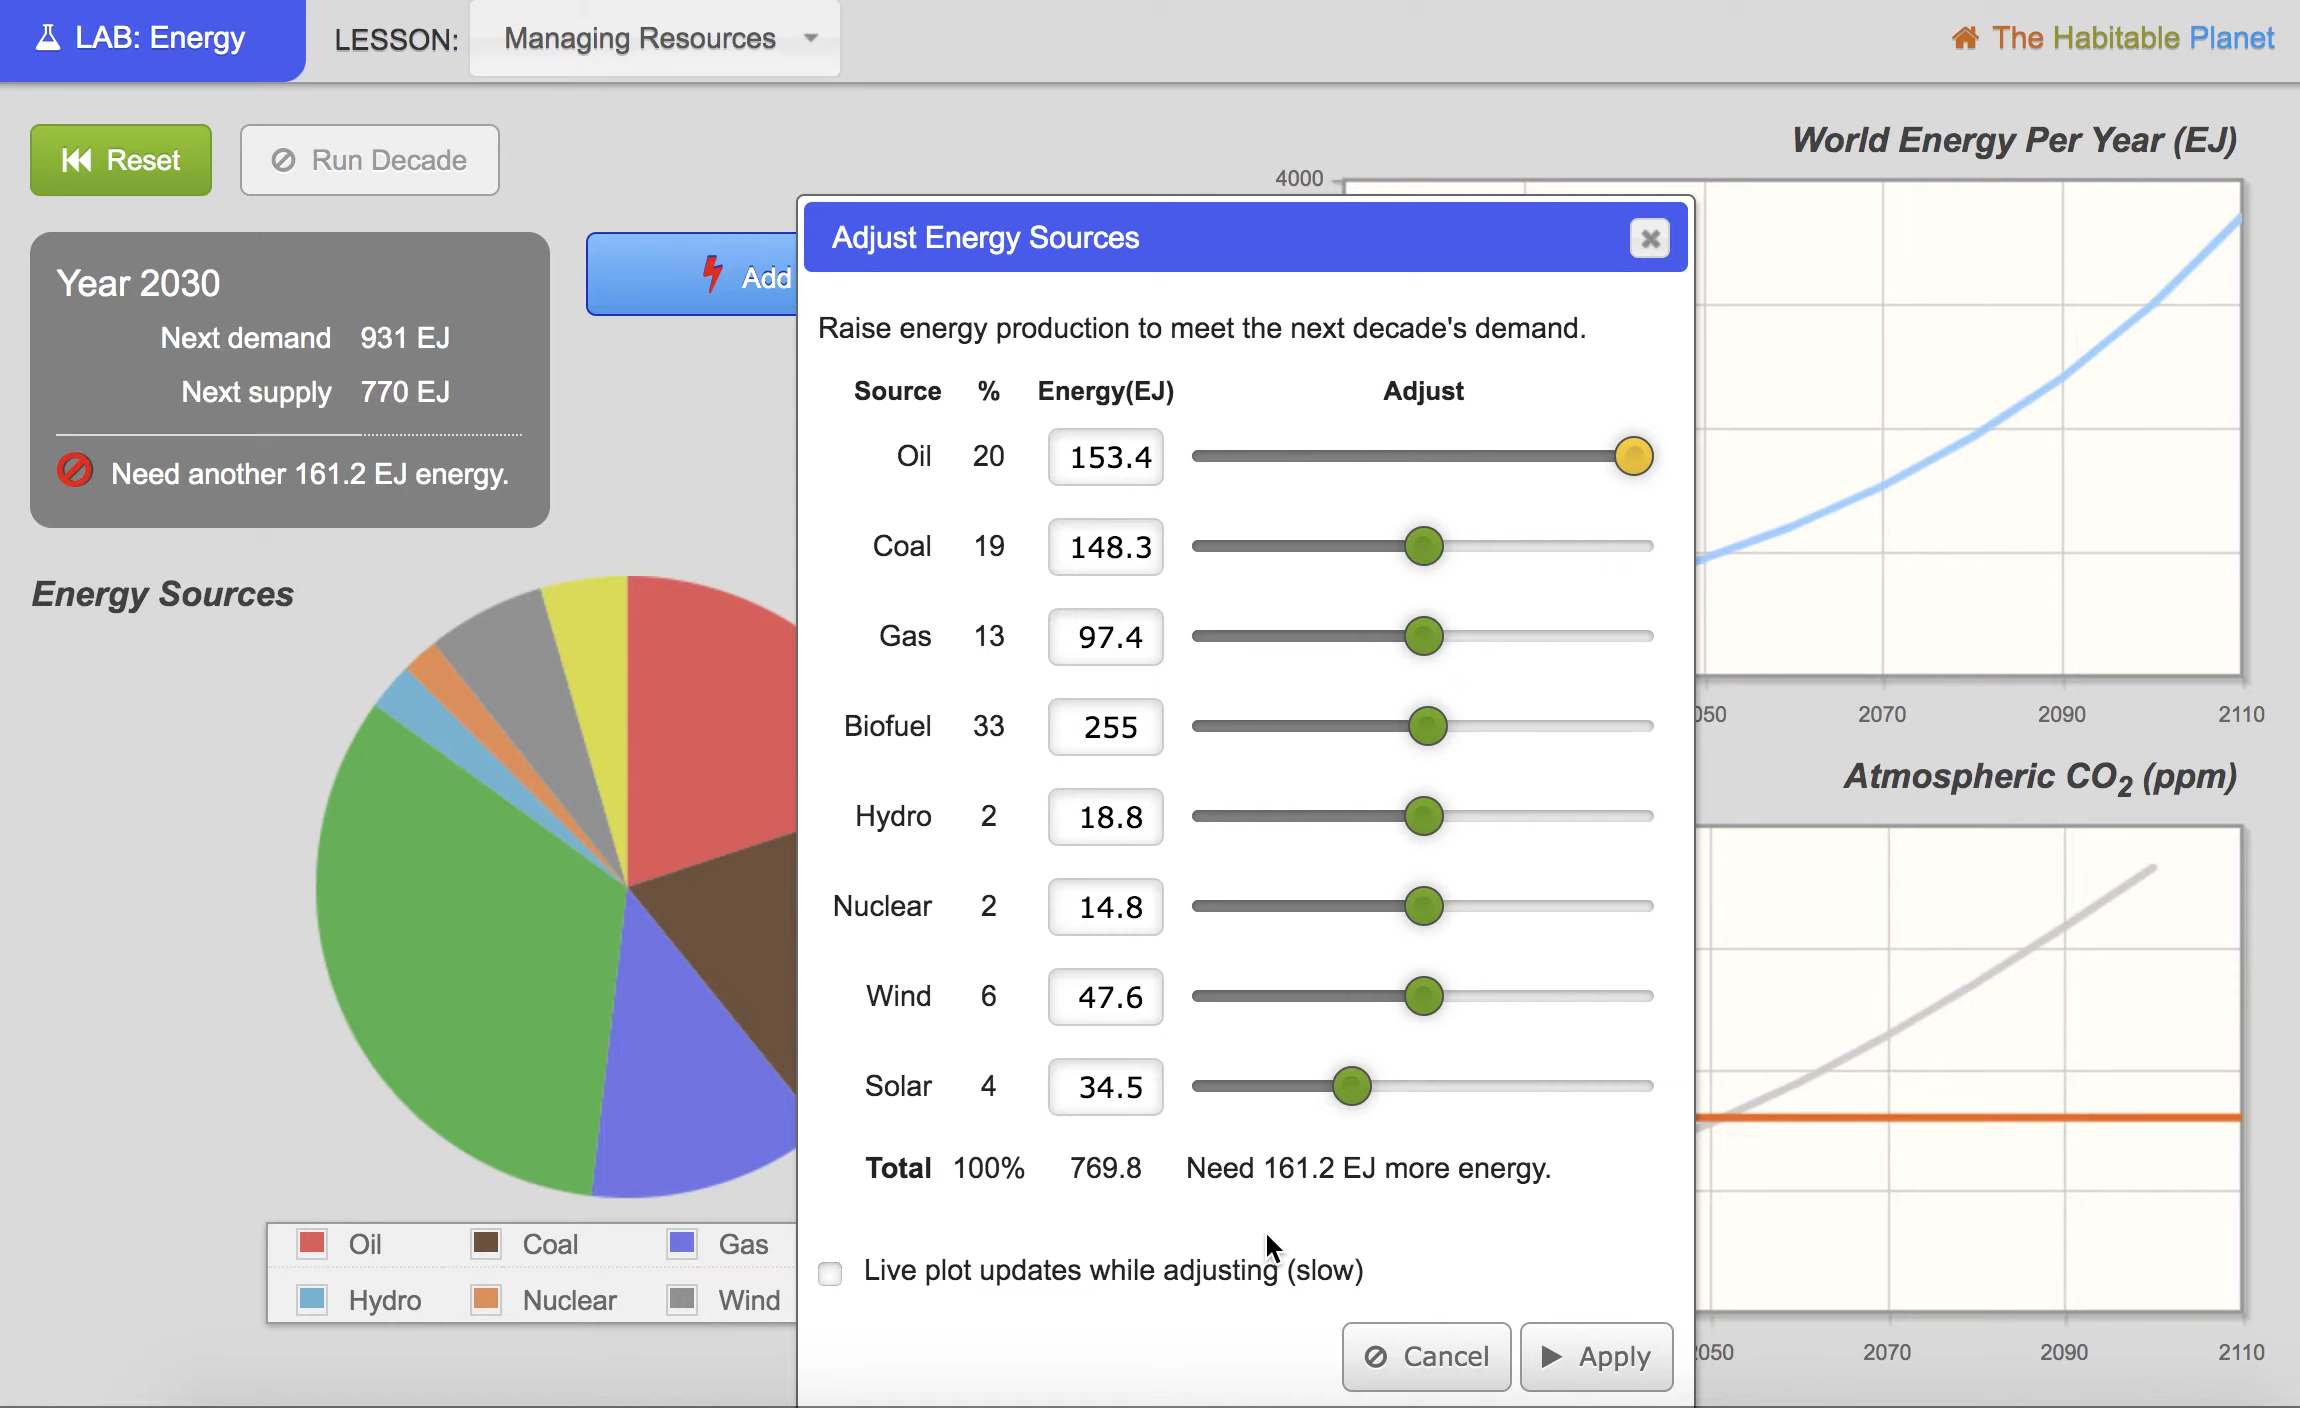 LAB: Energy
LESSON:
Managing Resources
The Habitable Planet
Reset
Run Decade
Year 2030
Next demand 931 EJ
Next supply 770 EJ
Need another 161.2 EJ energy.
Add
Energy Sources
Oil Coal Gas
Hydro Nuclear Wind
Adjust Energy Sources
Raise energy production to meet the next decade's demand.
Source % Energy(EJ) Adjust
Oil 20 153.4
Coal 19 148.3
Gas 13 97.4
Biofuel 33 255
Hydro 2 18.8
Nuclear 2 14.8
Wind 6 47.6
Solar 4 34.5
Total 100% 769.8 Need 161.2 EJ more energy.
Live plot updates while adjusting (slow)
Cancel Apply
World Energy Per Year (EJ)
4000
050 2070 2090 2110
Atmospheric CO2 (ppm)
2050 2070 2090 2110